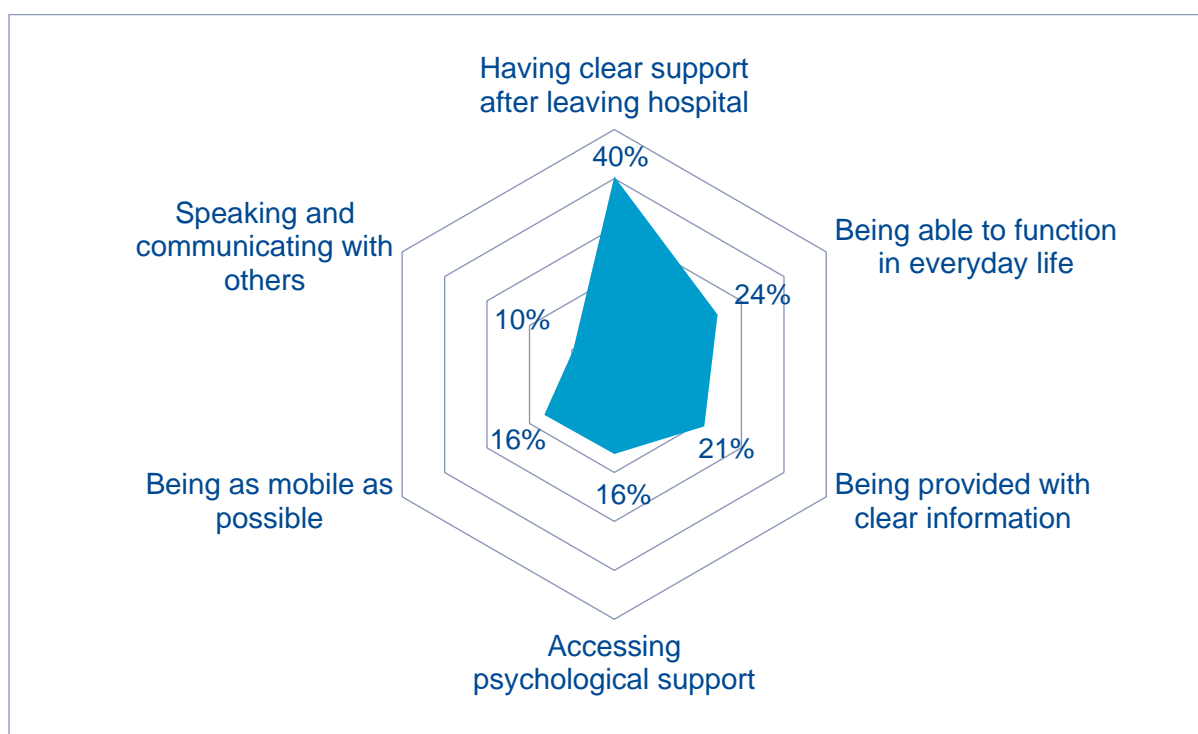 Having clear support
after leaving hospital
40%
Being able to function
in everyday life
24%
Being provided with
clear information
21%
Accessing
psychological support
16%
Being as mobile as
possible
16%
Speaking and
communicating with
others
10%